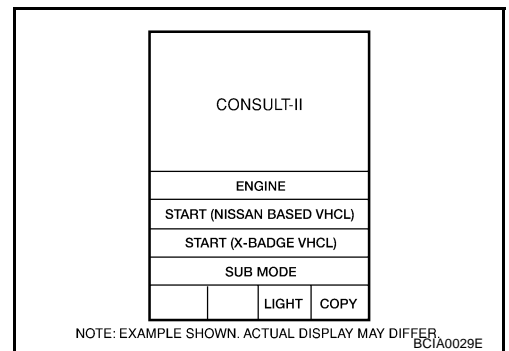 CONSULT-II
ENGINE
START (NISSAN BASED VHCL)
START (X-BADGE VHCL)
SUB MODE
LIGHT COPY
NOTE: EXAMPLE SHOWN. ACTUAL DISPLAY MAY DIFFER.
BCIA0029E